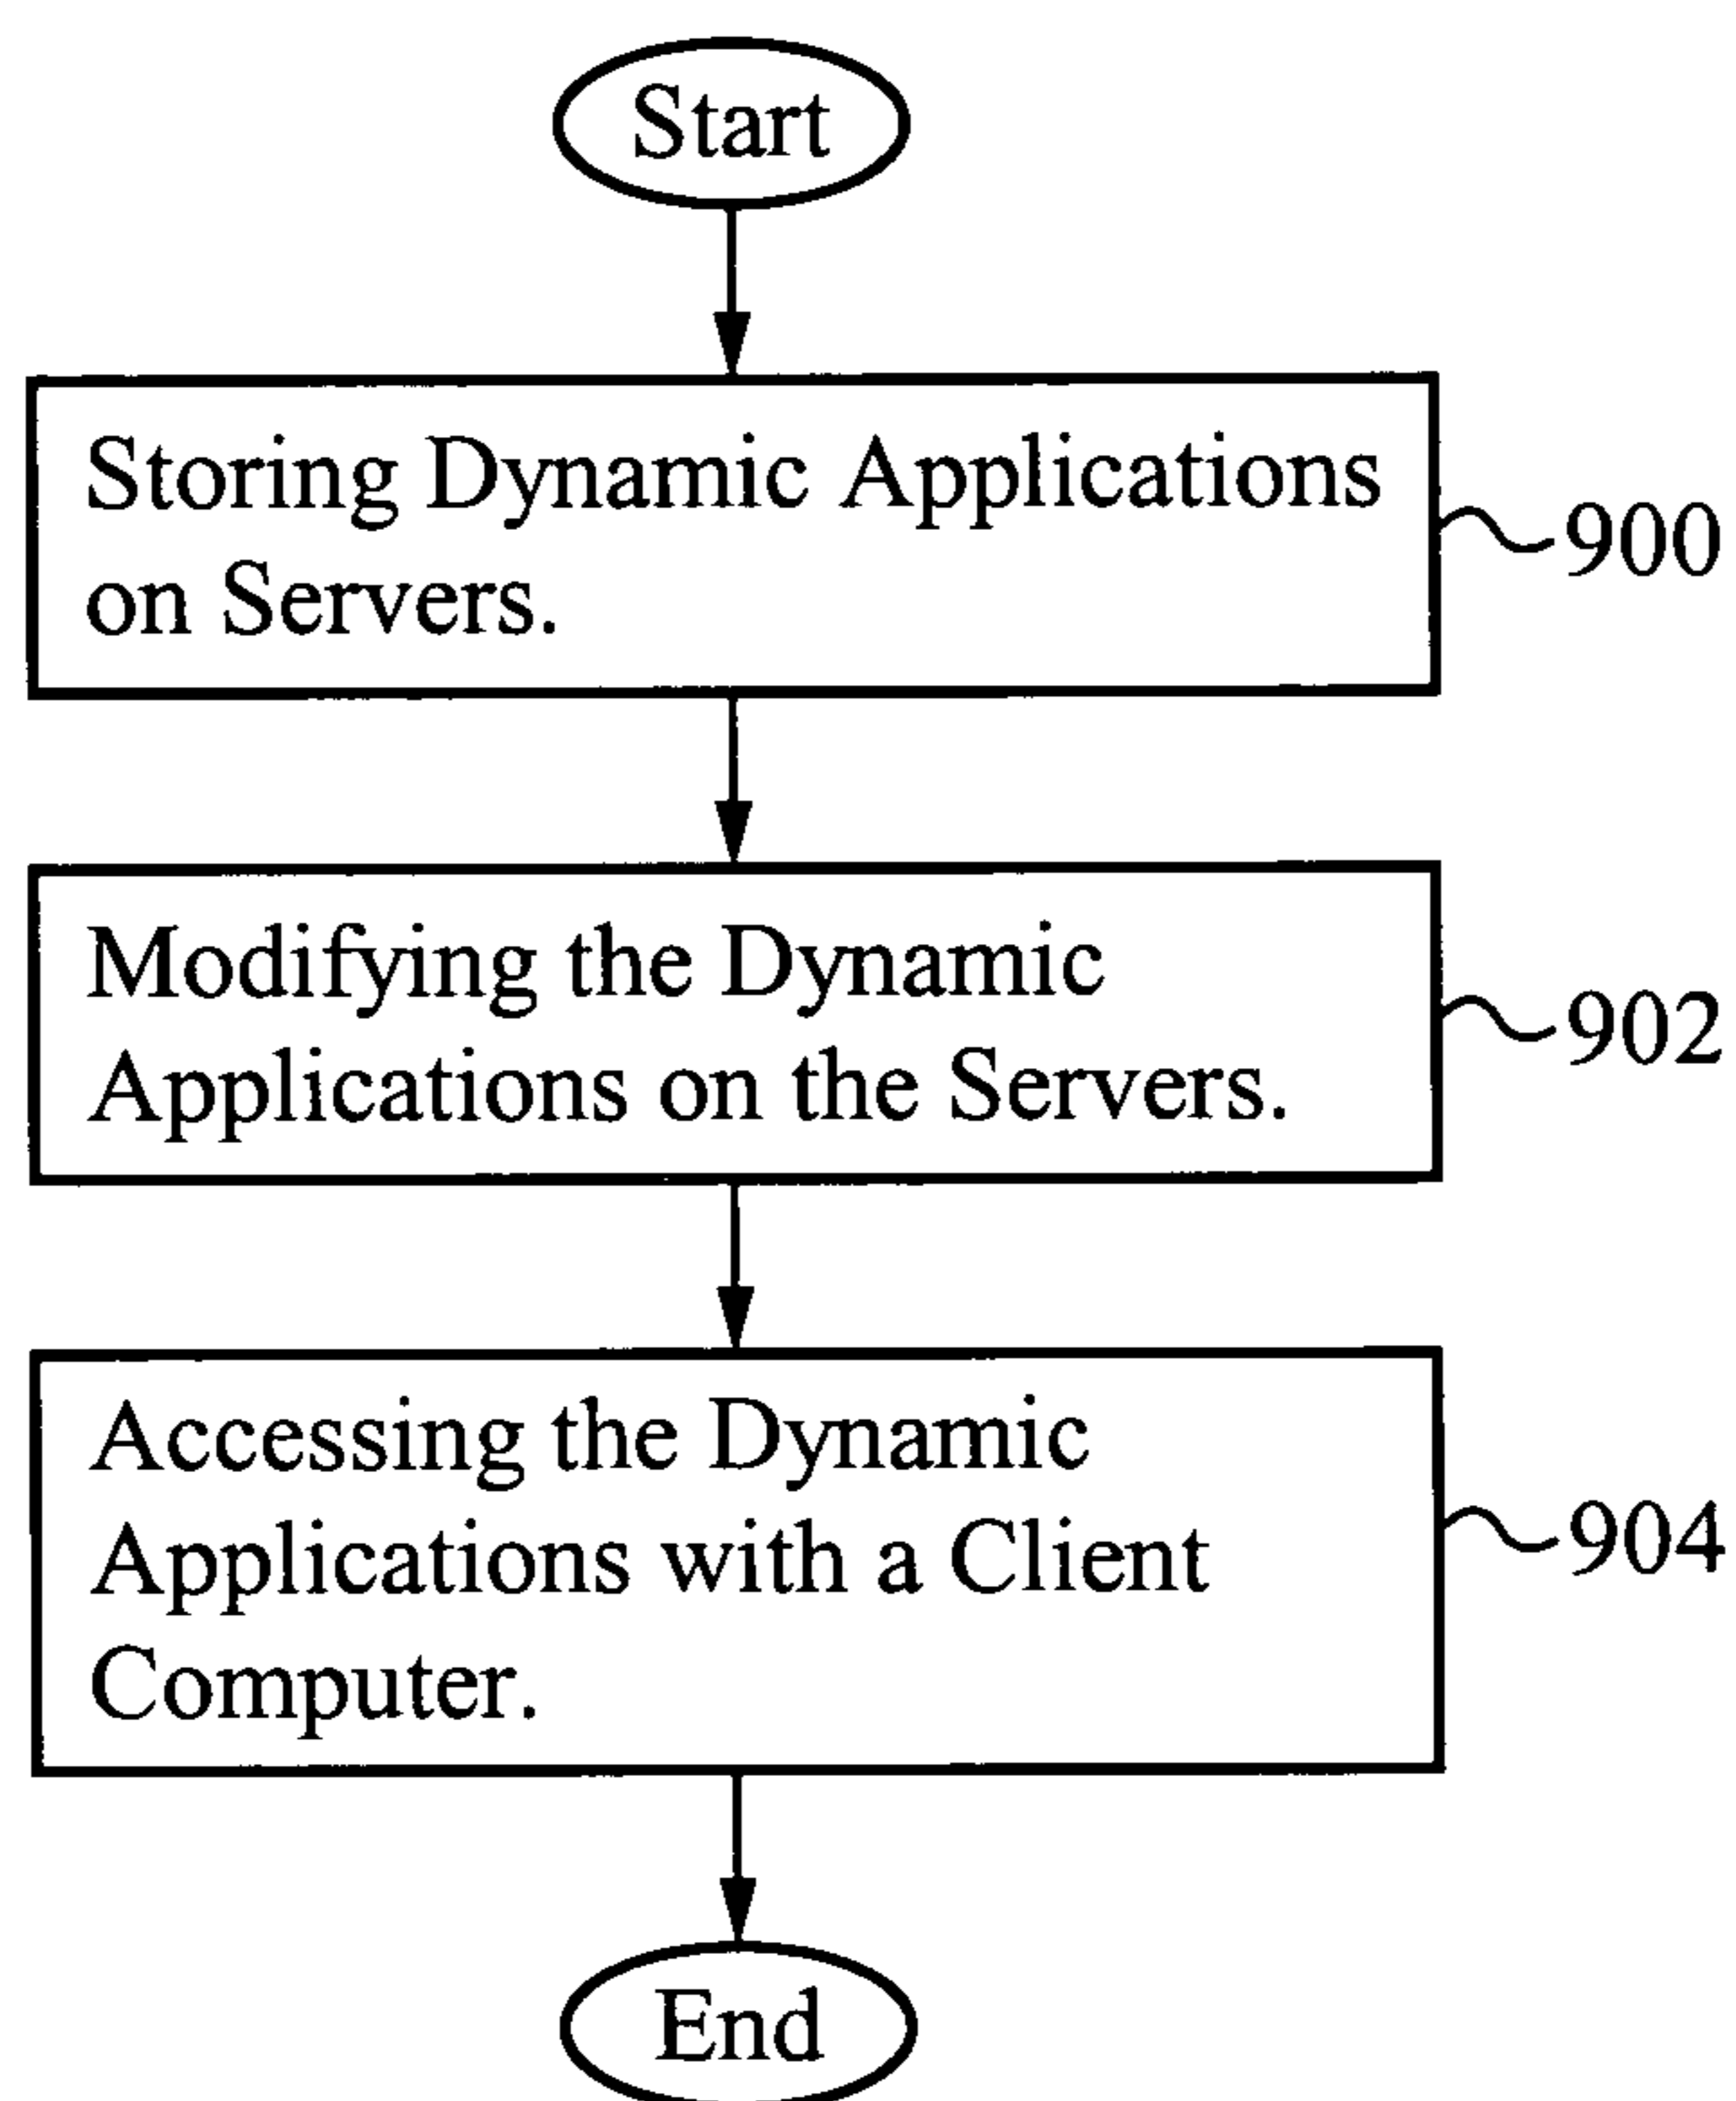 Start
Storing Dynamic Applications
on Servers.
900
Modifying the Dynamic
Applications on the Servers.
902
Accessing the Dynamic
Applications with a Client
Computer.
904
End